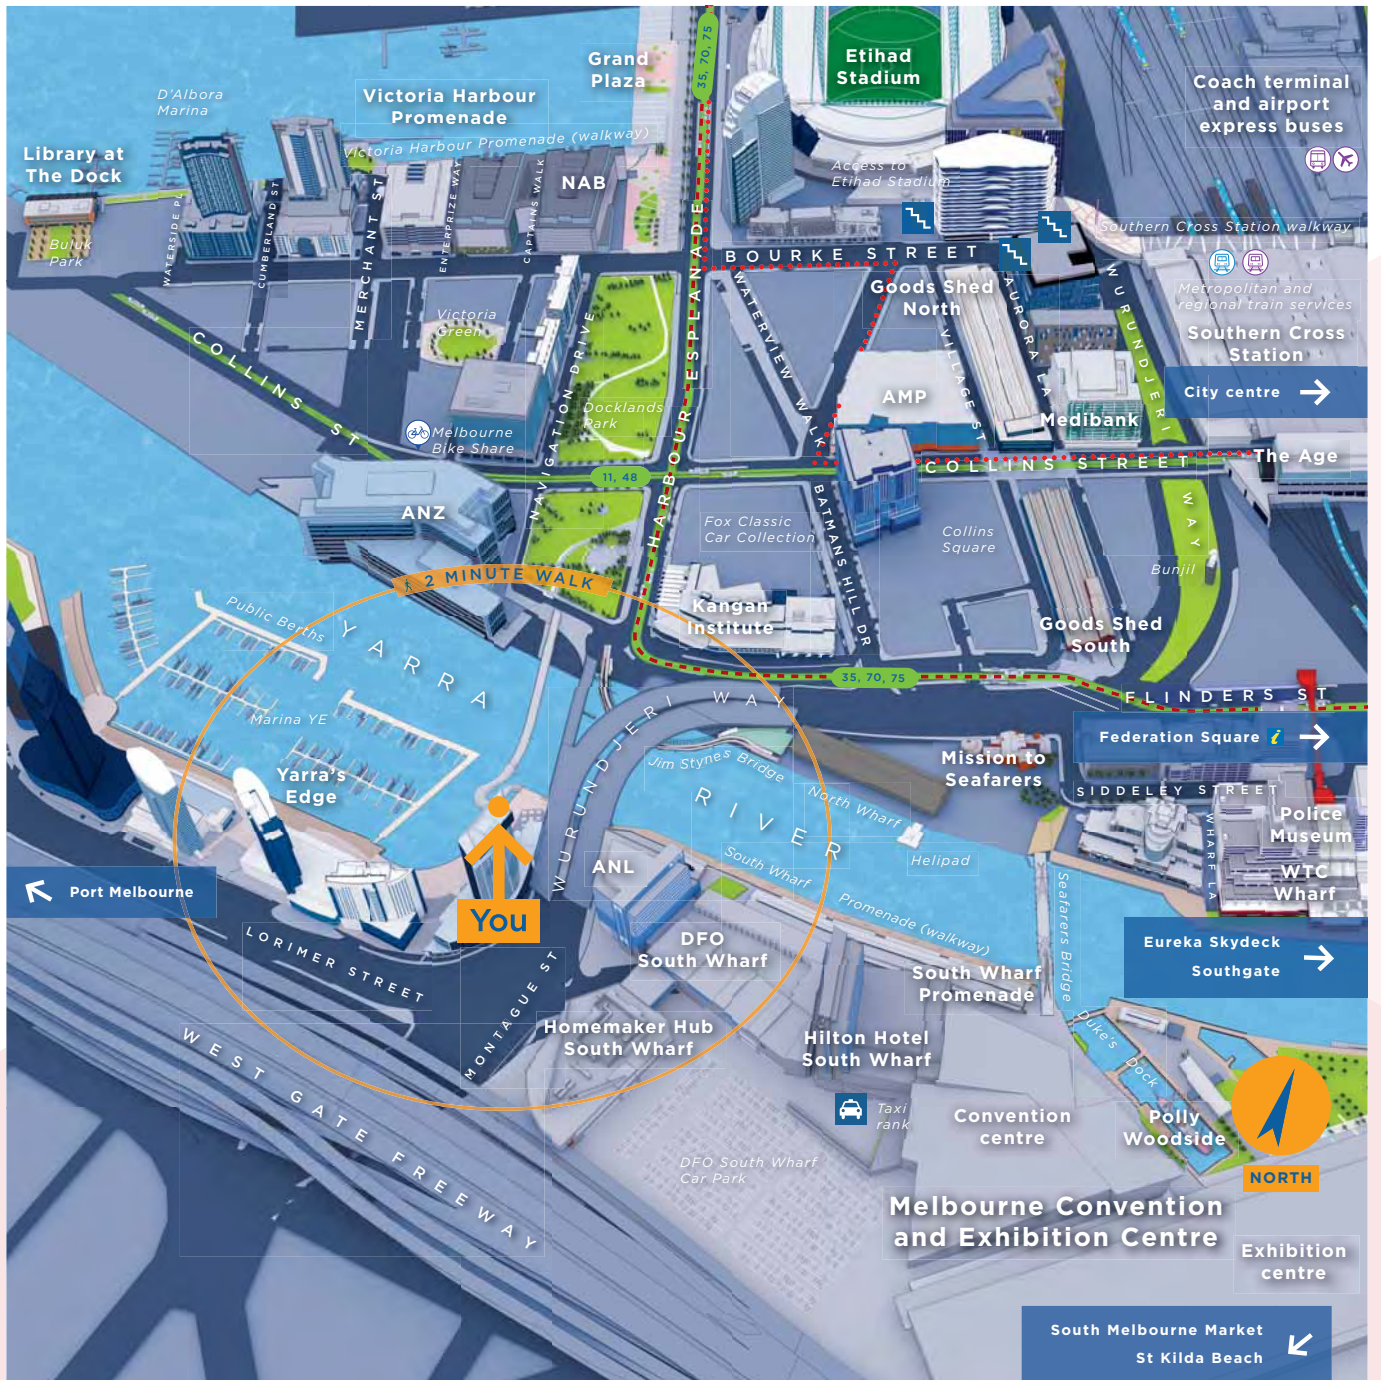 35, 70, 75
Grand
Plaza
Etihad
Stadium
Coach terminal
and airport
express buses
D'Albora
Marina
Victoria Harbour
Promenade
Victoria Harbour Promenade (walkway)
Library at
The Dock
NAB
Access to
Etihad Stadium
Buluk
Park
WATERSIDE PL
CUMBERLAND ST
MERCHANT ST
ENTERPRIZE WAY
CAPTAINS WALK
Southern Cross Station walkway
BOURKE STREET
Metropolitan and
regional train services
Southern Cross
Station
Goods Shed
North
Victoria
Green
COLLINS ST
NAVIGATION DRIVE
HARBOUR ESPLANADE
WATERVIEW WALK
VILLAGE ST
AURORA LA
WURUNDJERI WAY
City centre
AMP
Docklands
Park
Medibank
Melbourne
Bike Share
The Age
COLLINS STREET
11, 48
ANZ
Fox Classic
Car Collection
BATMANS HILL DR
Collins
Square
Bunjil
2 MINUTE WALK
Public Berths
Kangan
Institute
Goods Shed
South
YARRA
35, 70, 75
FLINDERS ST
WURUNDJERI WAY
Marina YE
Federation Square
i
Jim Stynes Bridge
Mission to
Seafarers
Yarra's
Edge
RIVER
North Wharf
SIDDELEY STREET
Police
Museum
WHARF LA
Helipad
ANL
South Wharf
Promenade (walkway)
WTC
Wharf
Port Melbourne
You
Seafarers Bridge
LORIMER STREET
DFO
South Wharf
Eureka Skydeck
Southgate
MONTAGUE ST
South Wharf
Promenade
Homemaker Hub
South Wharf
Hilton Hotel
South Wharf
Duke's Dock
WEST GATE FREEWAY
Taxi
rank
Convention
centre
Polly
Woodside
DFO South Wharf
Car Park
NORTH
Melbourne Convention
and Exhibition Centre
Exhibition
centre
South Melbourne Market
St Kilda Beach